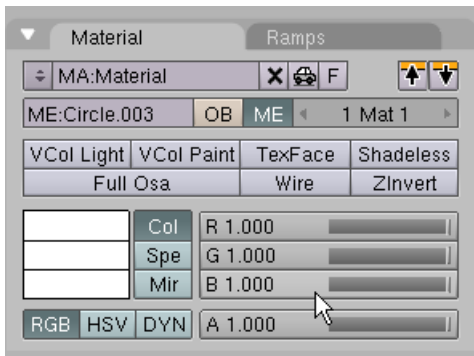 Material Ramps
MA:Material F
ME:Circle.003 OB ME 1 Mat 1
VCol Light VCol Paint TexFace Shadeless
Full Osa Wire ZInvert
Col R 1.000
Spe G 1.000
Mir B 1.000
RGB HSV DYN A 1.000